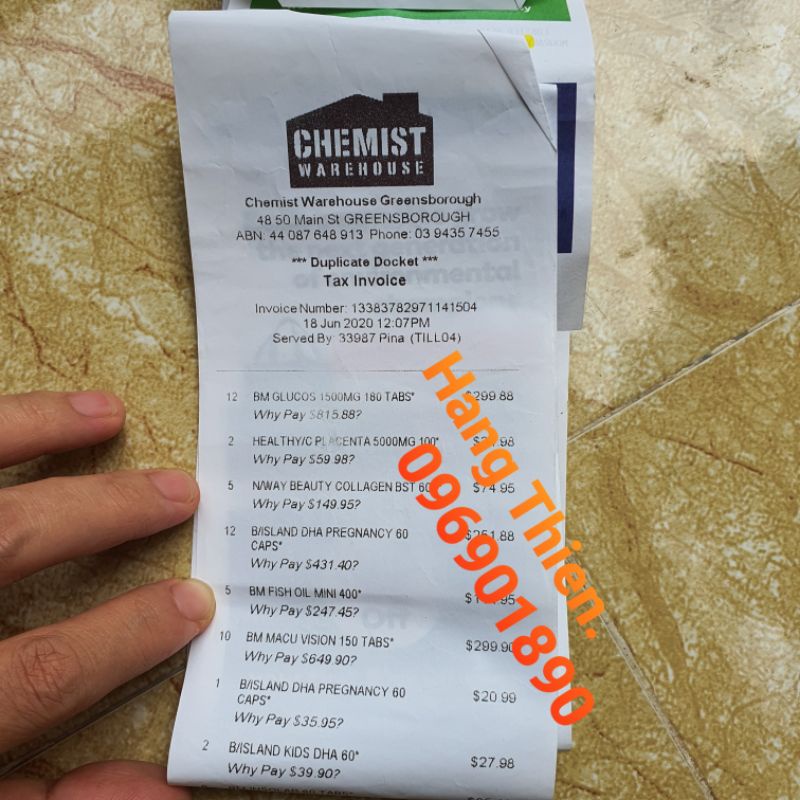 CHEMIST
WAREHOUSE
Chemist Warehouse Greensborough
48 50 Main St GREENSBOROUGH
ABN: 44 087 648 913 Phone: 03 9435 7455
*** Duplicate Docket ***
Tax Invoice
Invoice Number: 13383782971141504
18 Jun 2020 12:07PM
Served By: 33987 Pina (TILL04)
12 BM GLUCOS 1500MG 180 TABS* $299.88
Why Pay $815.88?
2 HEALTHY/C PLACENTA 5000MG 100*
Why Pay $59.98?
5 N/WAY BEAUTY COLLAGEN BST 60 $74.95
Why Pay $149.95?
12 B/ISLAND DHA PREGNANCY 60 $251.88
CAPS*
Why Pay $431.40?
5 BM FISH OIL MINI 400*
Why Pay $247.45?
10 BM MACU VISION 150 TABS* $299.90
Why Pay $649.90?
1 B/ISLAND DHA PREGNANCY 60 $20.99
CAPS*
Why Pay $35.95?
2 B/ISLAND KIDS DHA 60* $27.98
Why Pay $39.90?
Hang Thien.
096901890